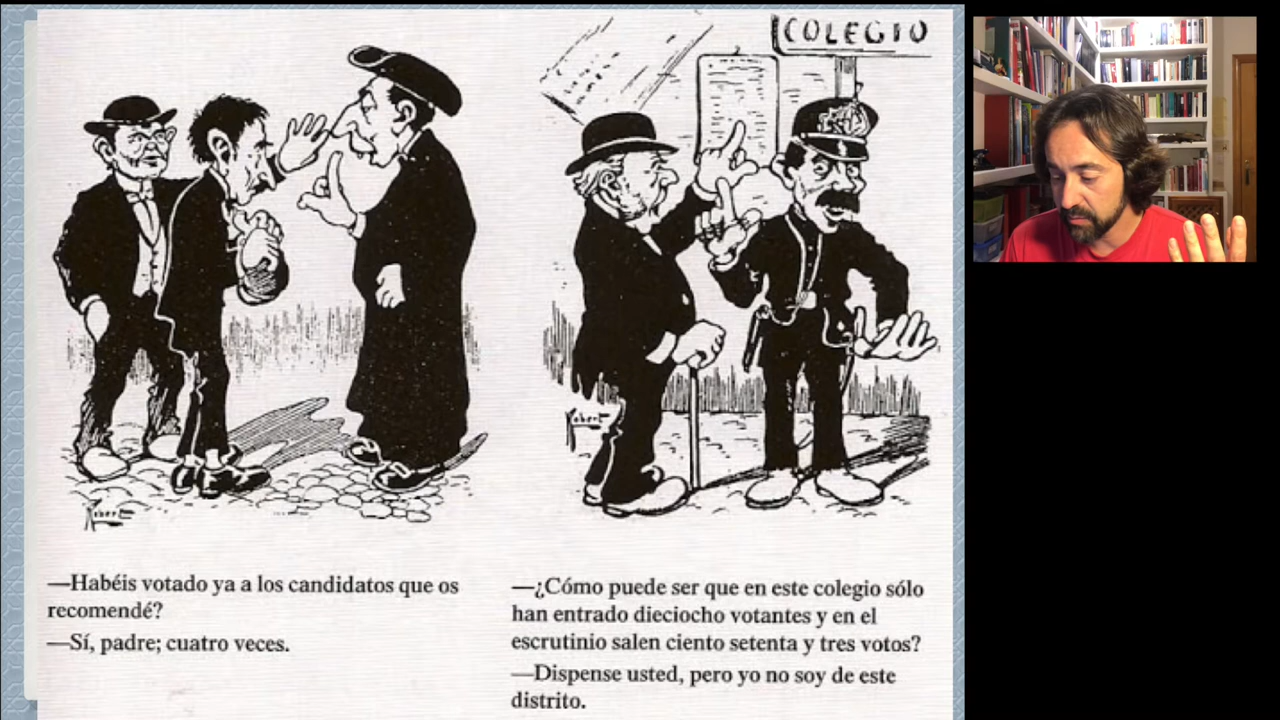 COLEGIO
Robert
Robert
—Habéis votado ya a los candidatos que os
recomendé?
—Sí, padre; cuatro veces.
—¿Cómo puede ser que en este colegio sólo
han entrado dieciocho votantes y en el
escrutinio salen ciento setenta y tres votos?
—Dispense usted, pero yo no soy de este
distrito.